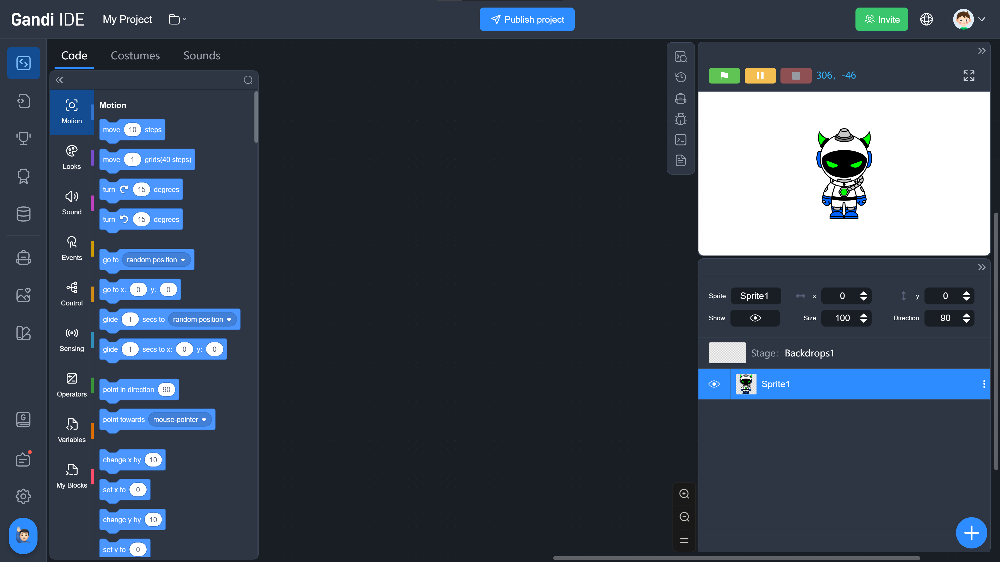 Gandi IDE
My Project
Publish project
Invite
Code
Costumes
Sounds
Motion
Looks
Sound
Events
Control
Sensing
Operators
Variables
My Blocks
Motion
move 10 steps
move 1 grids(40 steps)
turn 15 degrees
turn 15 degrees
go to random position
go to x: 0 y: 0
glide 1 secs to random position
glide 1 secs to x: 0 y: 0
point in direction 90
point towards mouse-pointer
change x by 10
set x to 0
change y by 10
set y to 0
306, -46
Sprite Sprite1 x 0 y 0
Show Size 100 Direction 90
Stage: Backdrops1
Sprite1
G